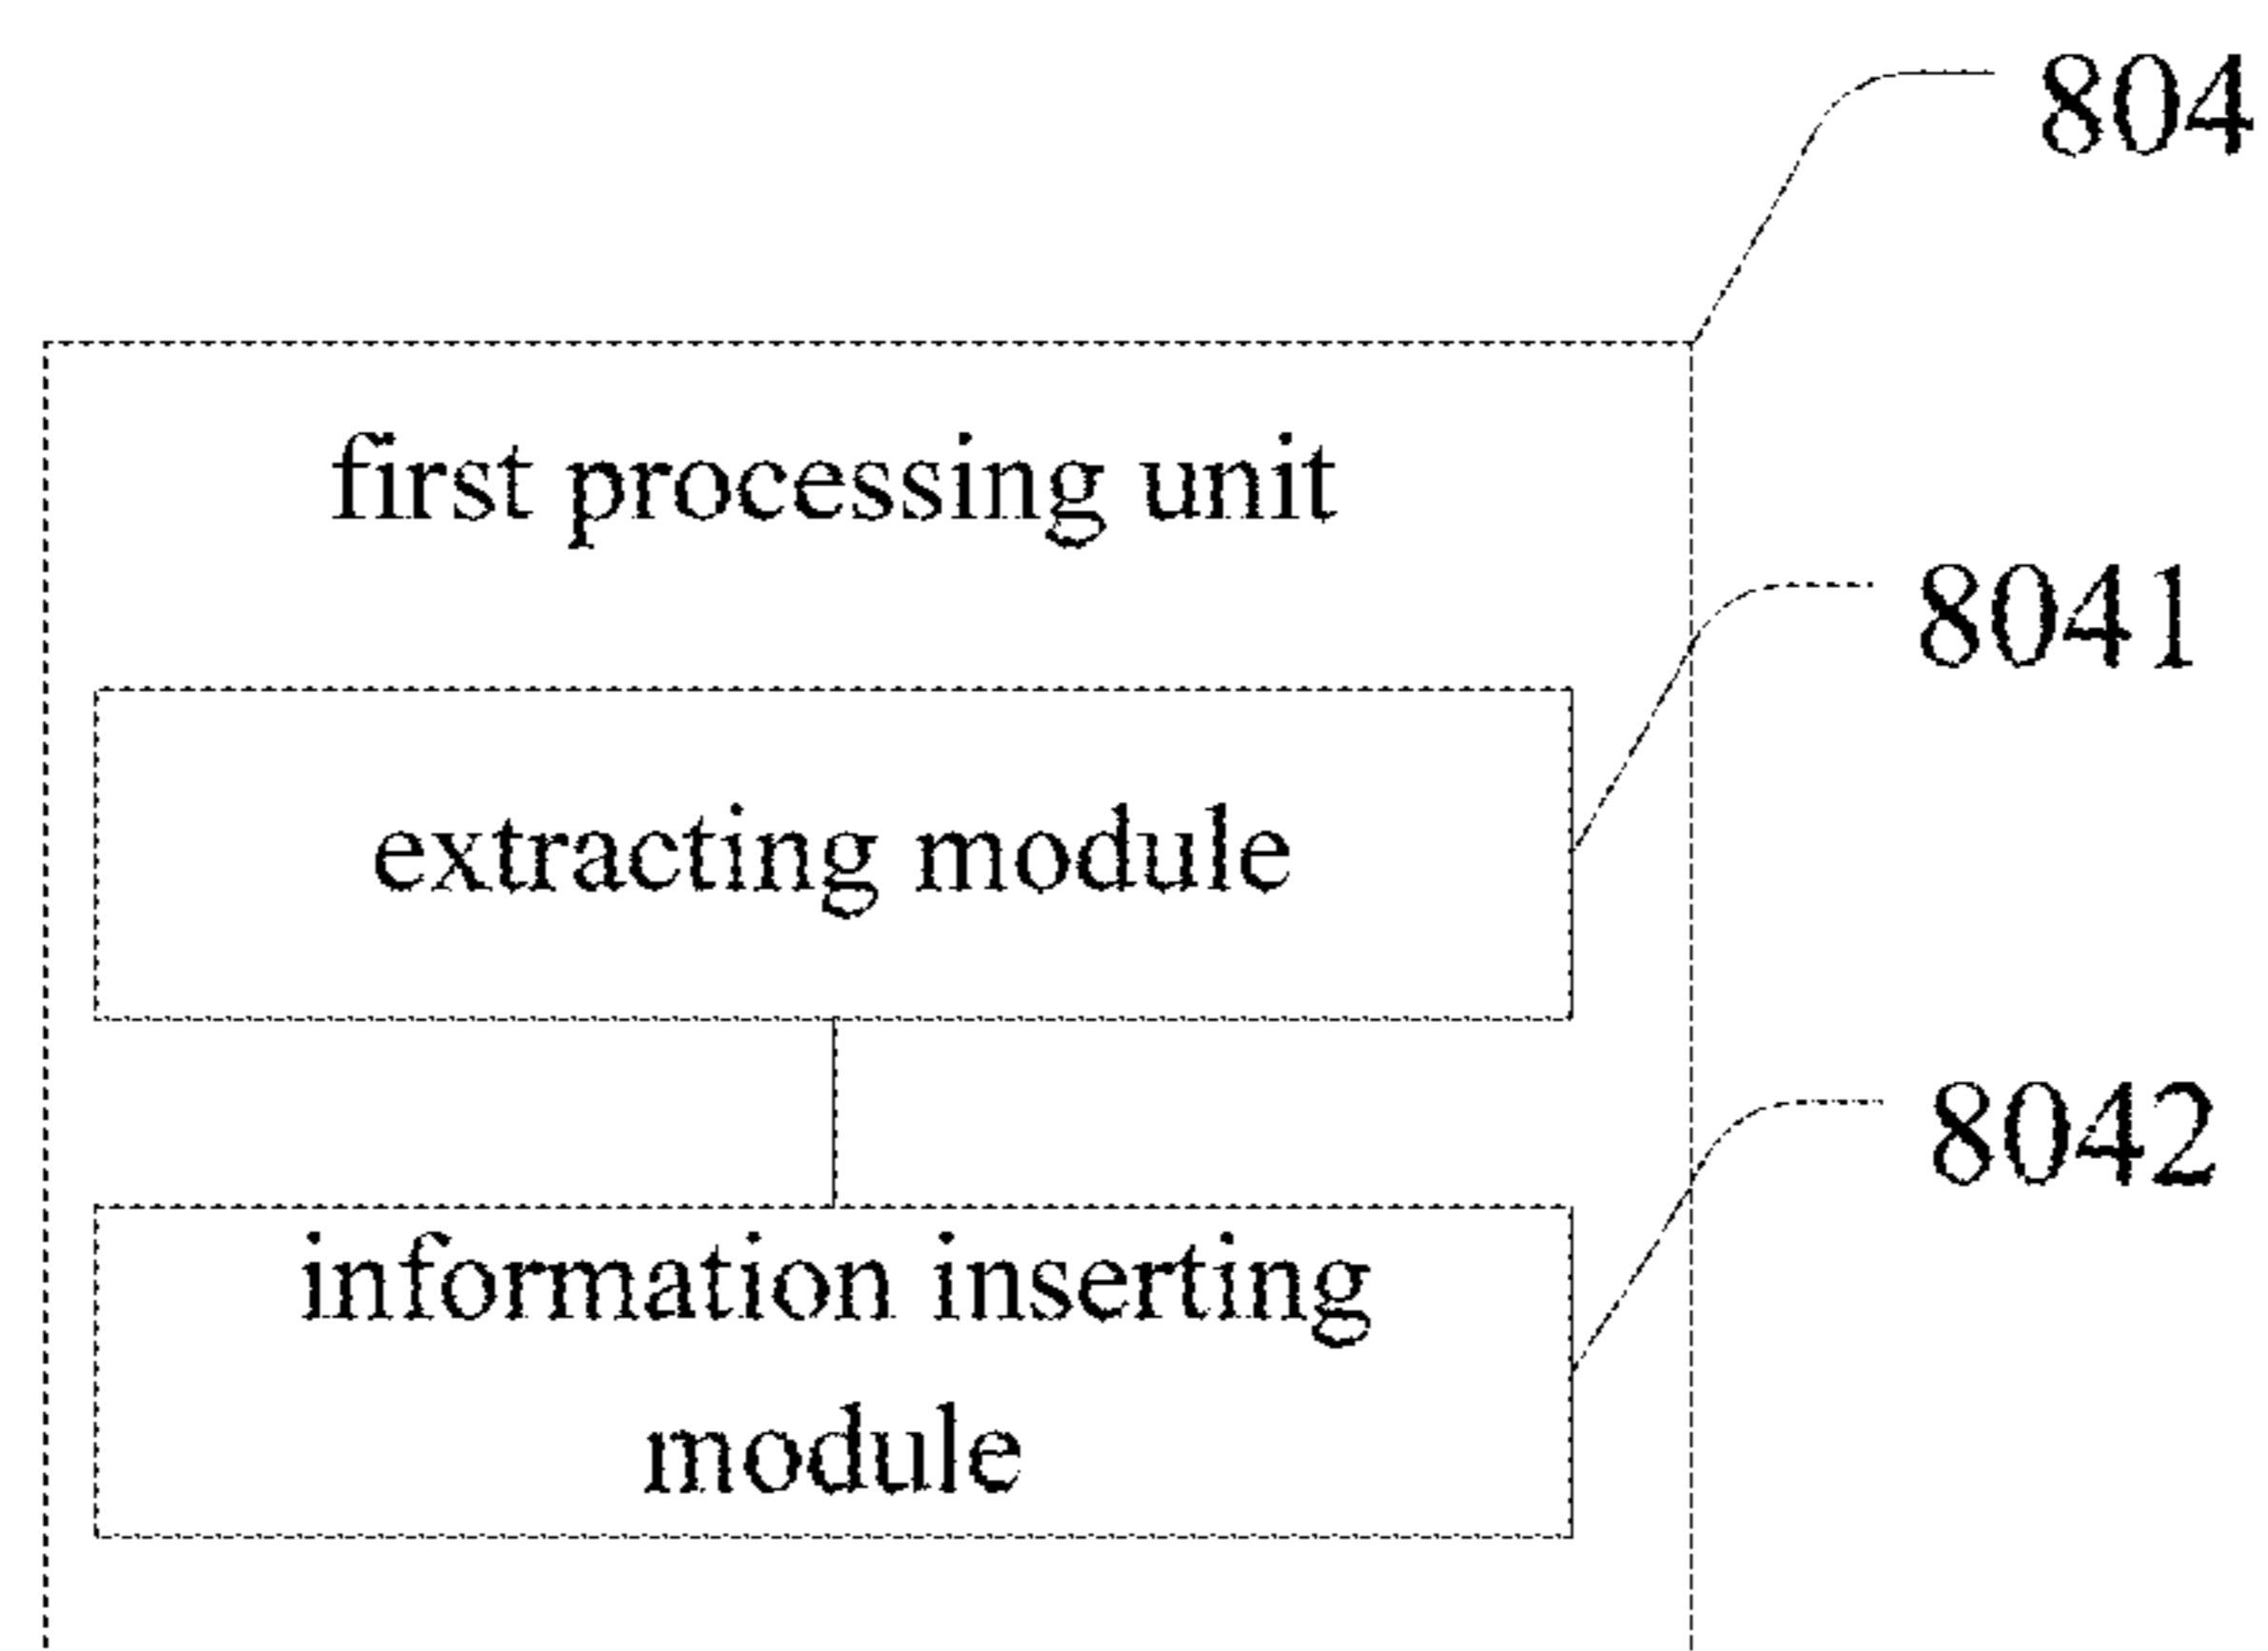 804
first processing unit
8041
extracting module
8042
information inserting
module